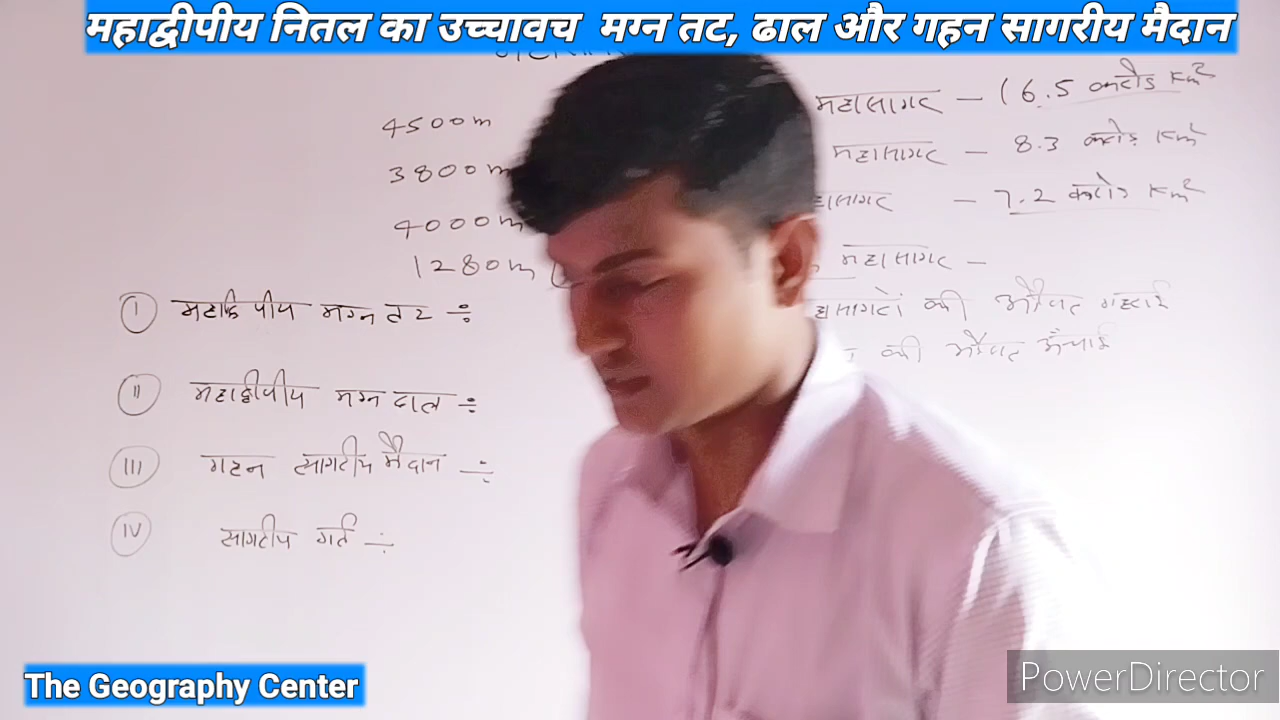 महाद्वीपीय नितल का उच्चावच मग्न तट, ढाल और गहन सागरीय मैदान
4500m
3800m
4000m
1280m
महासागर — 16.5 करोड़ Km²
महासागर — 8.3 करोड़ Km²
— 7.2 करोड़ Km²
महासागर —
की औसत गहराई
की औसत ऊँचाई
I महाद्विपीय मग्न तट ÷
II महाद्वीपीय मग्न ढाल ÷
III गहन सागरीय मैदान ÷
IV सागरीय गर्त ÷
The Geography Center
PowerDirector